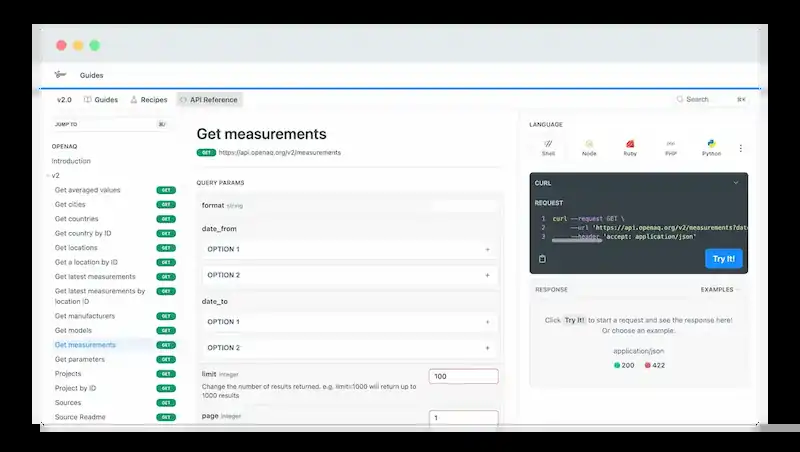 Guides
v2.0
Guides
Recipes
API Reference
Search
⌘K
JUMP TO
⌘/
OPENAQ
Introduction
v2
Get averaged values GET
Get cities GET
Get countries GET
Get country by ID GET
Get locations GET
Get a location by ID GET
Get latest measurements GET
Get latest measurements by GET
location ID
Get manufacturers GET
Get models GET
Get measurements GET
Get parameters GET
Projects GET
Project by ID GET
Sources GET
Source Readme GET
Get measurements
GET https://api.openaq.org/v2/measurements
QUERY PARAMS
format string
date_from
OPTION 1
OPTION 2
date_to
OPTION 1
OPTION 2
limit integer
100
Change the number of results returned. e.g. limit=1000 will return up to
1000 results
page integer
1
LANGUAGE
Shell
Node
Ruby
PHP
Python
CURL
REQUEST
1 curl --request GET \
2 --url 'https://api.openaq.org/v2/measurements?dat
3 --header 'accept: application/json'
Try It!
RESPONSE
EXAMPLES
Click Try It! to start a request and see the response here!
Or choose an example.
application/json
200
422